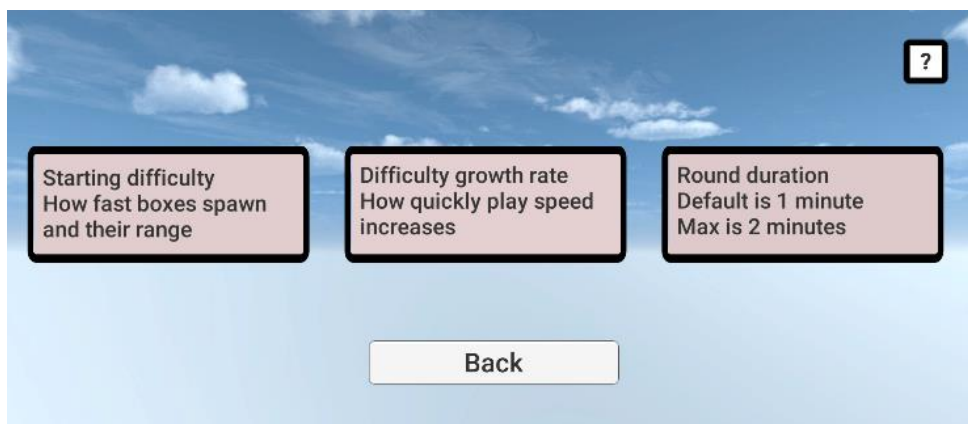 ?
Starting difficulty
How fast boxes spawn
and their range
Difficulty growth rate
How quickly play speed
increases
Round duration
Default is 1 minute
Max is 2 minutes
Back